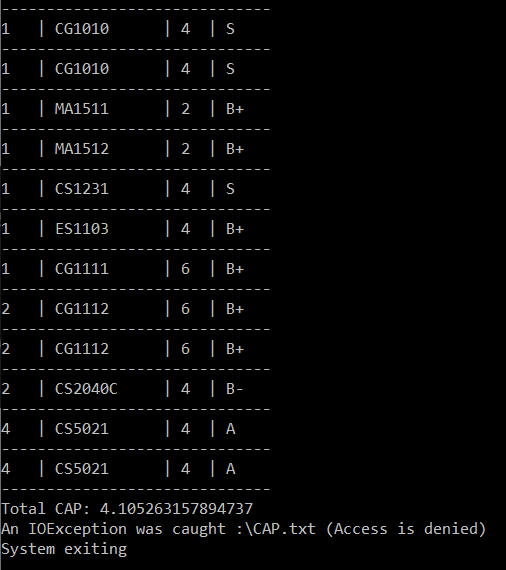 ------------------------------
1   | CG1010      | 4  | S
------------------------------
1   | CG1010      | 4  | S
------------------------------
1   | MA1511      | 2  | B+
------------------------------
1   | MA1512      | 2  | B+
------------------------------
1   | CS1231      | 4  | S
------------------------------
1   | ES1103      | 4  | B+
------------------------------
1   | CG1111      | 6  | B+
------------------------------
2   | CG1112      | 6  | B+
------------------------------
2   | CG1112      | 6  | B+
------------------------------
2   | CS2040C     | 4  | B-
------------------------------
4   | CS5021      | 4  | A
------------------------------
4   | CS5021      | 4  | A
------------------------------
Total CAP: 4.105263157894737
An IOException was caught :\CAP.txt (Access is denied)
System exiting